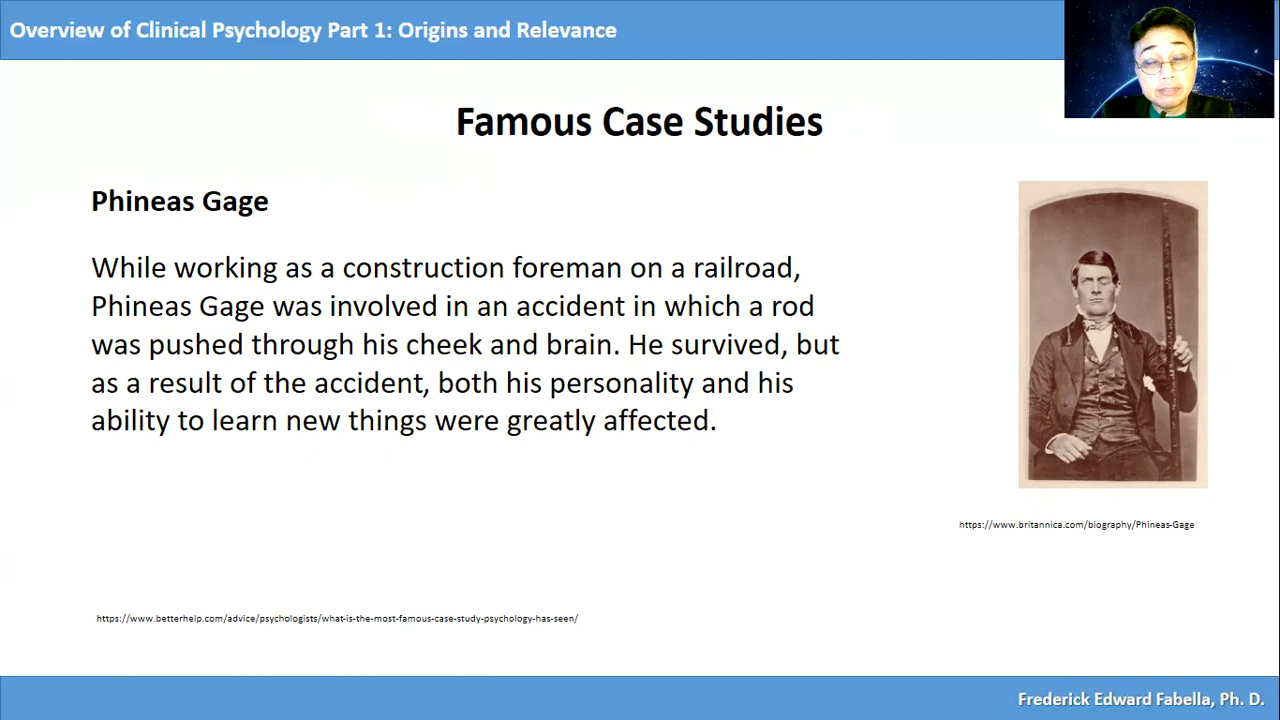 Overview of Clinical Psychology Part 1: Origins and Relevance
Famous Case Studies
Phineas Gage
While working as a construction foreman on a railroad,
Phineas Gage was involved in an accident in which a rod
was pushed through his cheek and brain. He survived, but
as a result of the accident, both his personality and his
ability to learn new things were greatly affected.
https://www.britannica.com/biography/Phineas-Gage
https://www.betterhelp.com/advice/psychologists/what-is-the-most-famous-case-study-psychology-has-seen/
Frederick Edward Fabella, Ph. D.